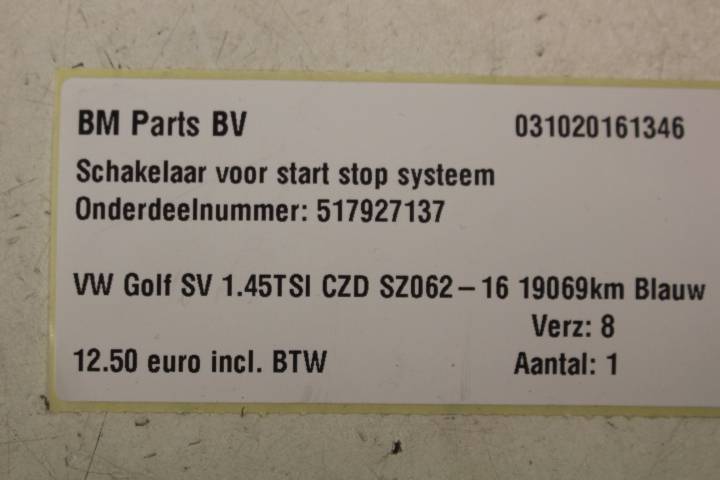 BM Parts BV 031020161346
Schakelaar voor start stop systeem
Onderdeelnummer: 517927137
VW Golf SV 1.45TSI CZD SZ062-16 19069km Blauw
Verz: 8
12.50 euro incl. BTW Aantal: 1